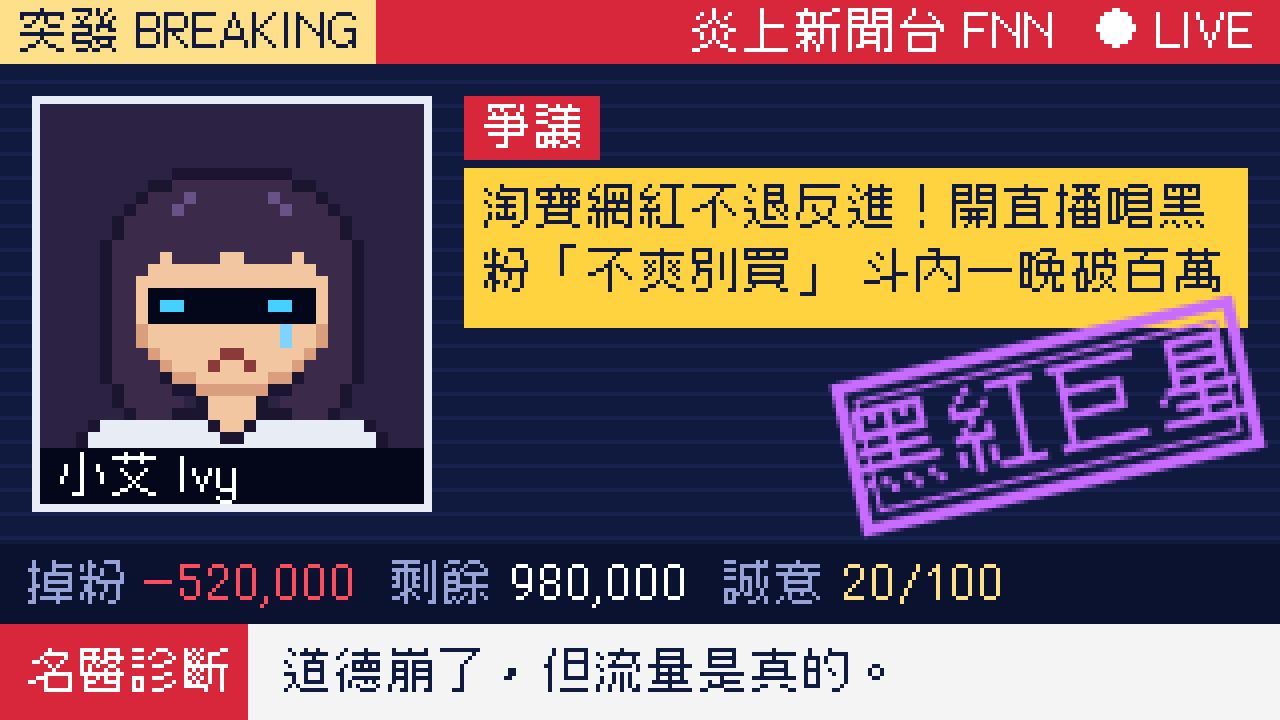 突發 BREAKING
炎上新聞台 FNN ● LIVE
爭議
淘寶網紅不退反進！開直播嗆黑
粉「不爽別買」 斗內一晚破百萬
黑紅巨星
小艾 Ivy
掉粉 -520,000 剩餘 980,000 誠意 20/100
名醫診斷
道德崩了，但流量是真的。